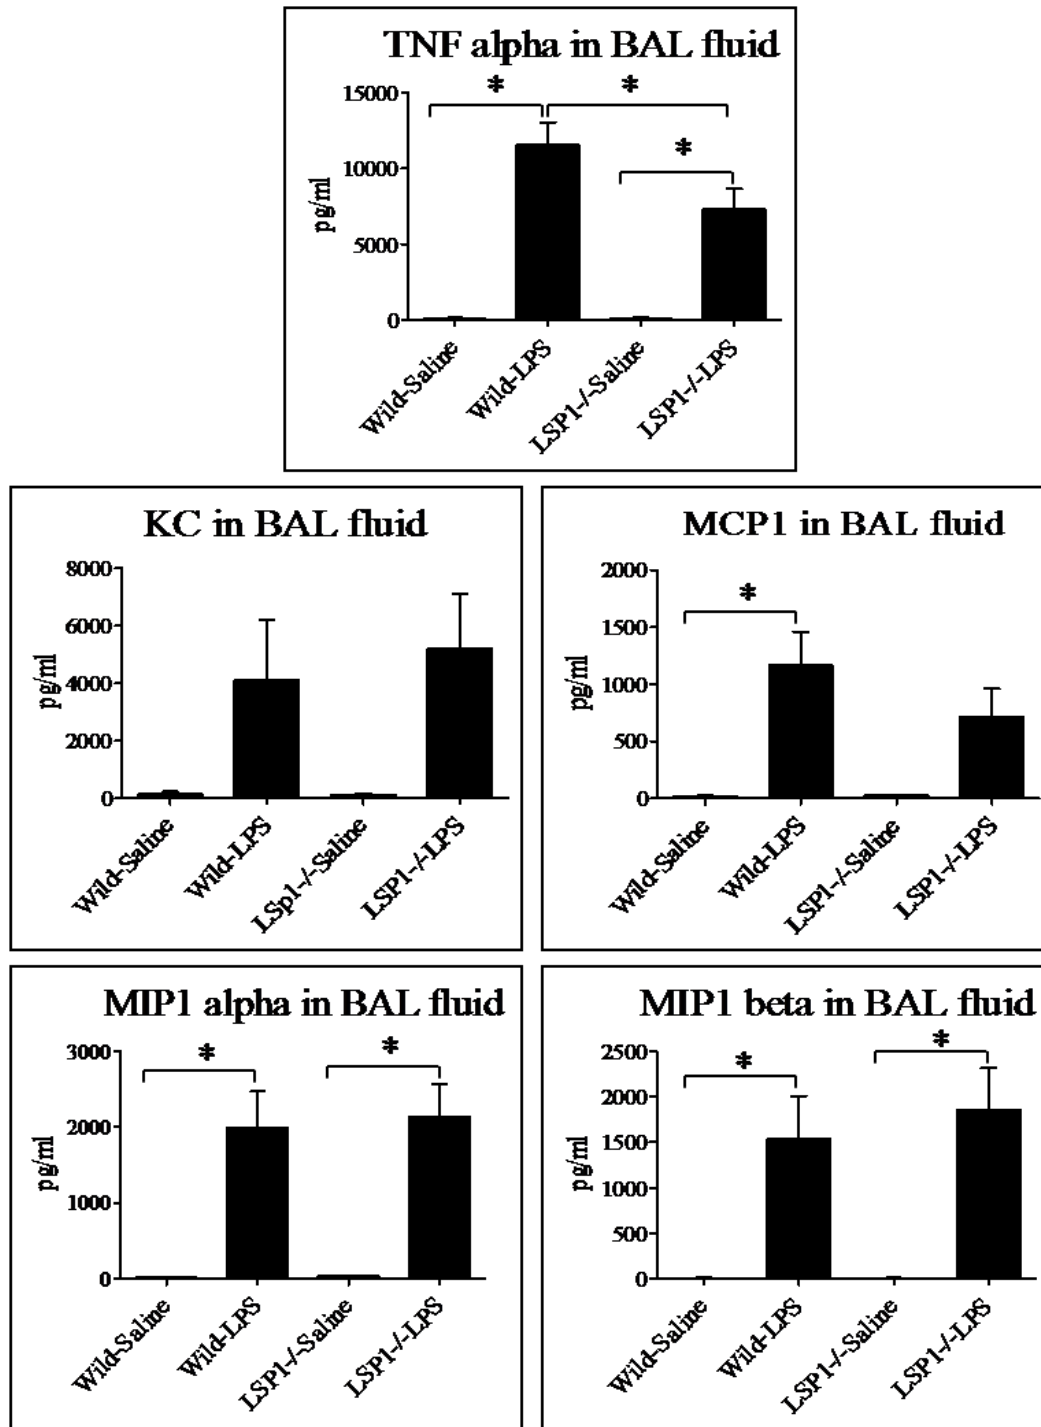 TNF alpha in BAL fluid
* *
*
15000
10000
5000
0
pg/ml
Wild-Saline
Wild-LPS
LSP1-/-Saline
LSP1-/-LPS
KC in BAL fluid
8000
6000
4000
2000
0
pg/ml
Wild-Saline
Wild-LPS
LSp1-/-Saline
LSP1-/-LPS
MCP1 in BAL fluid
*
2000
1500
1000
500
0
pg/ml
Wild-Saline
Wild-LPS
LSP1-/-Saline
LSP1-/-LPS
MIP1 alpha in BAL fluid
* *
3000
2000
1000
0
pg/ml
Wild-Saline
Wild-LPS
LSP1-/-Saline
LSP1-/-LPS
MIP1 beta in BAL fluid
* *
2500
2000
1500
1000
500
0
pg/ml
Wild-Saline
Wild-LPS
LSP1-/-Saline
LSP1-/-LPS